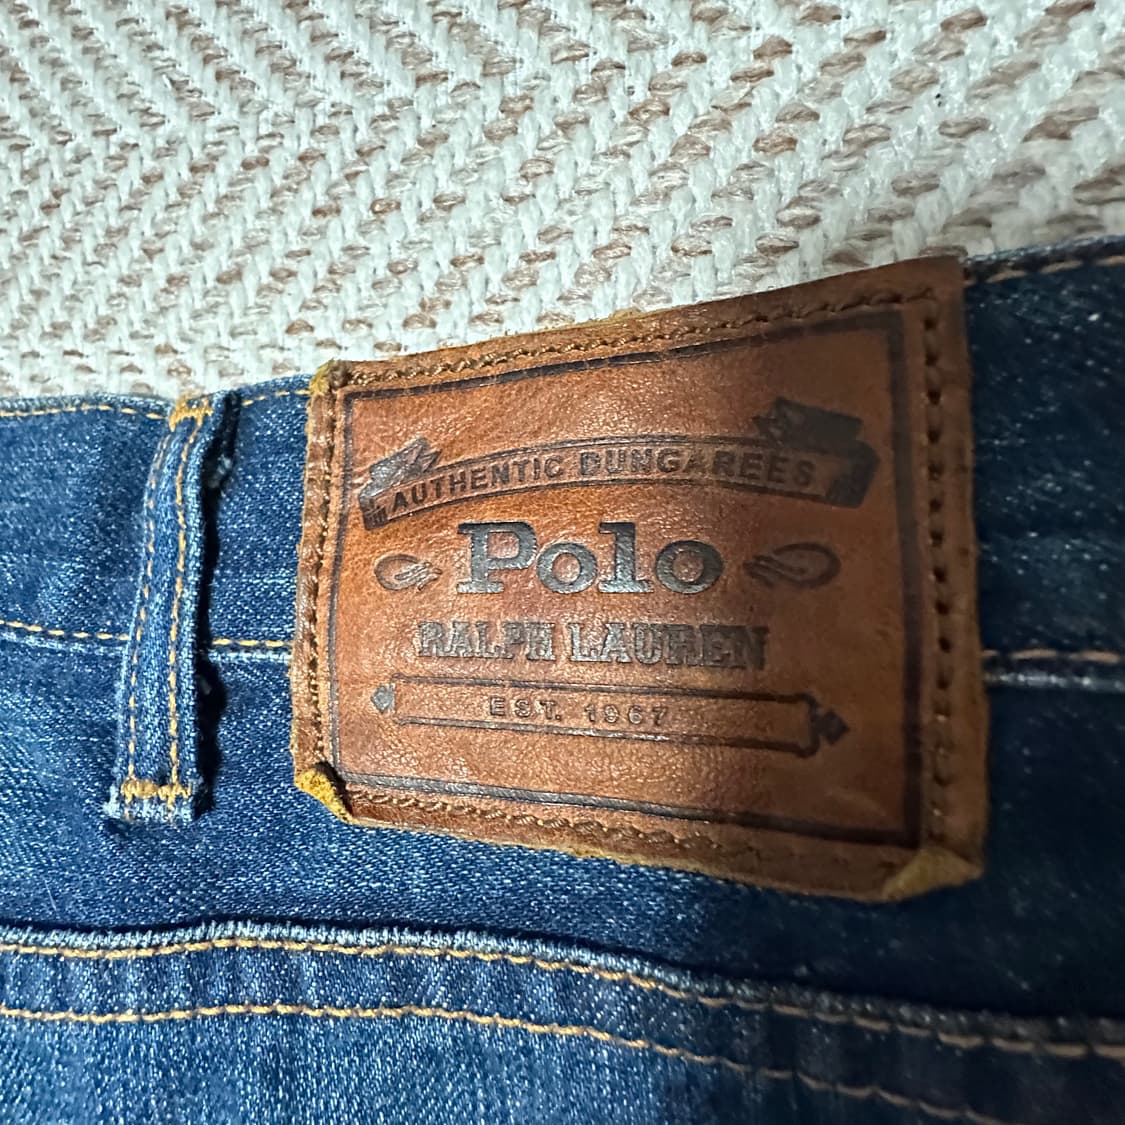 AUTHENTIC DUNGAREES
Polo
RALPH LAUREN
EST. 1967